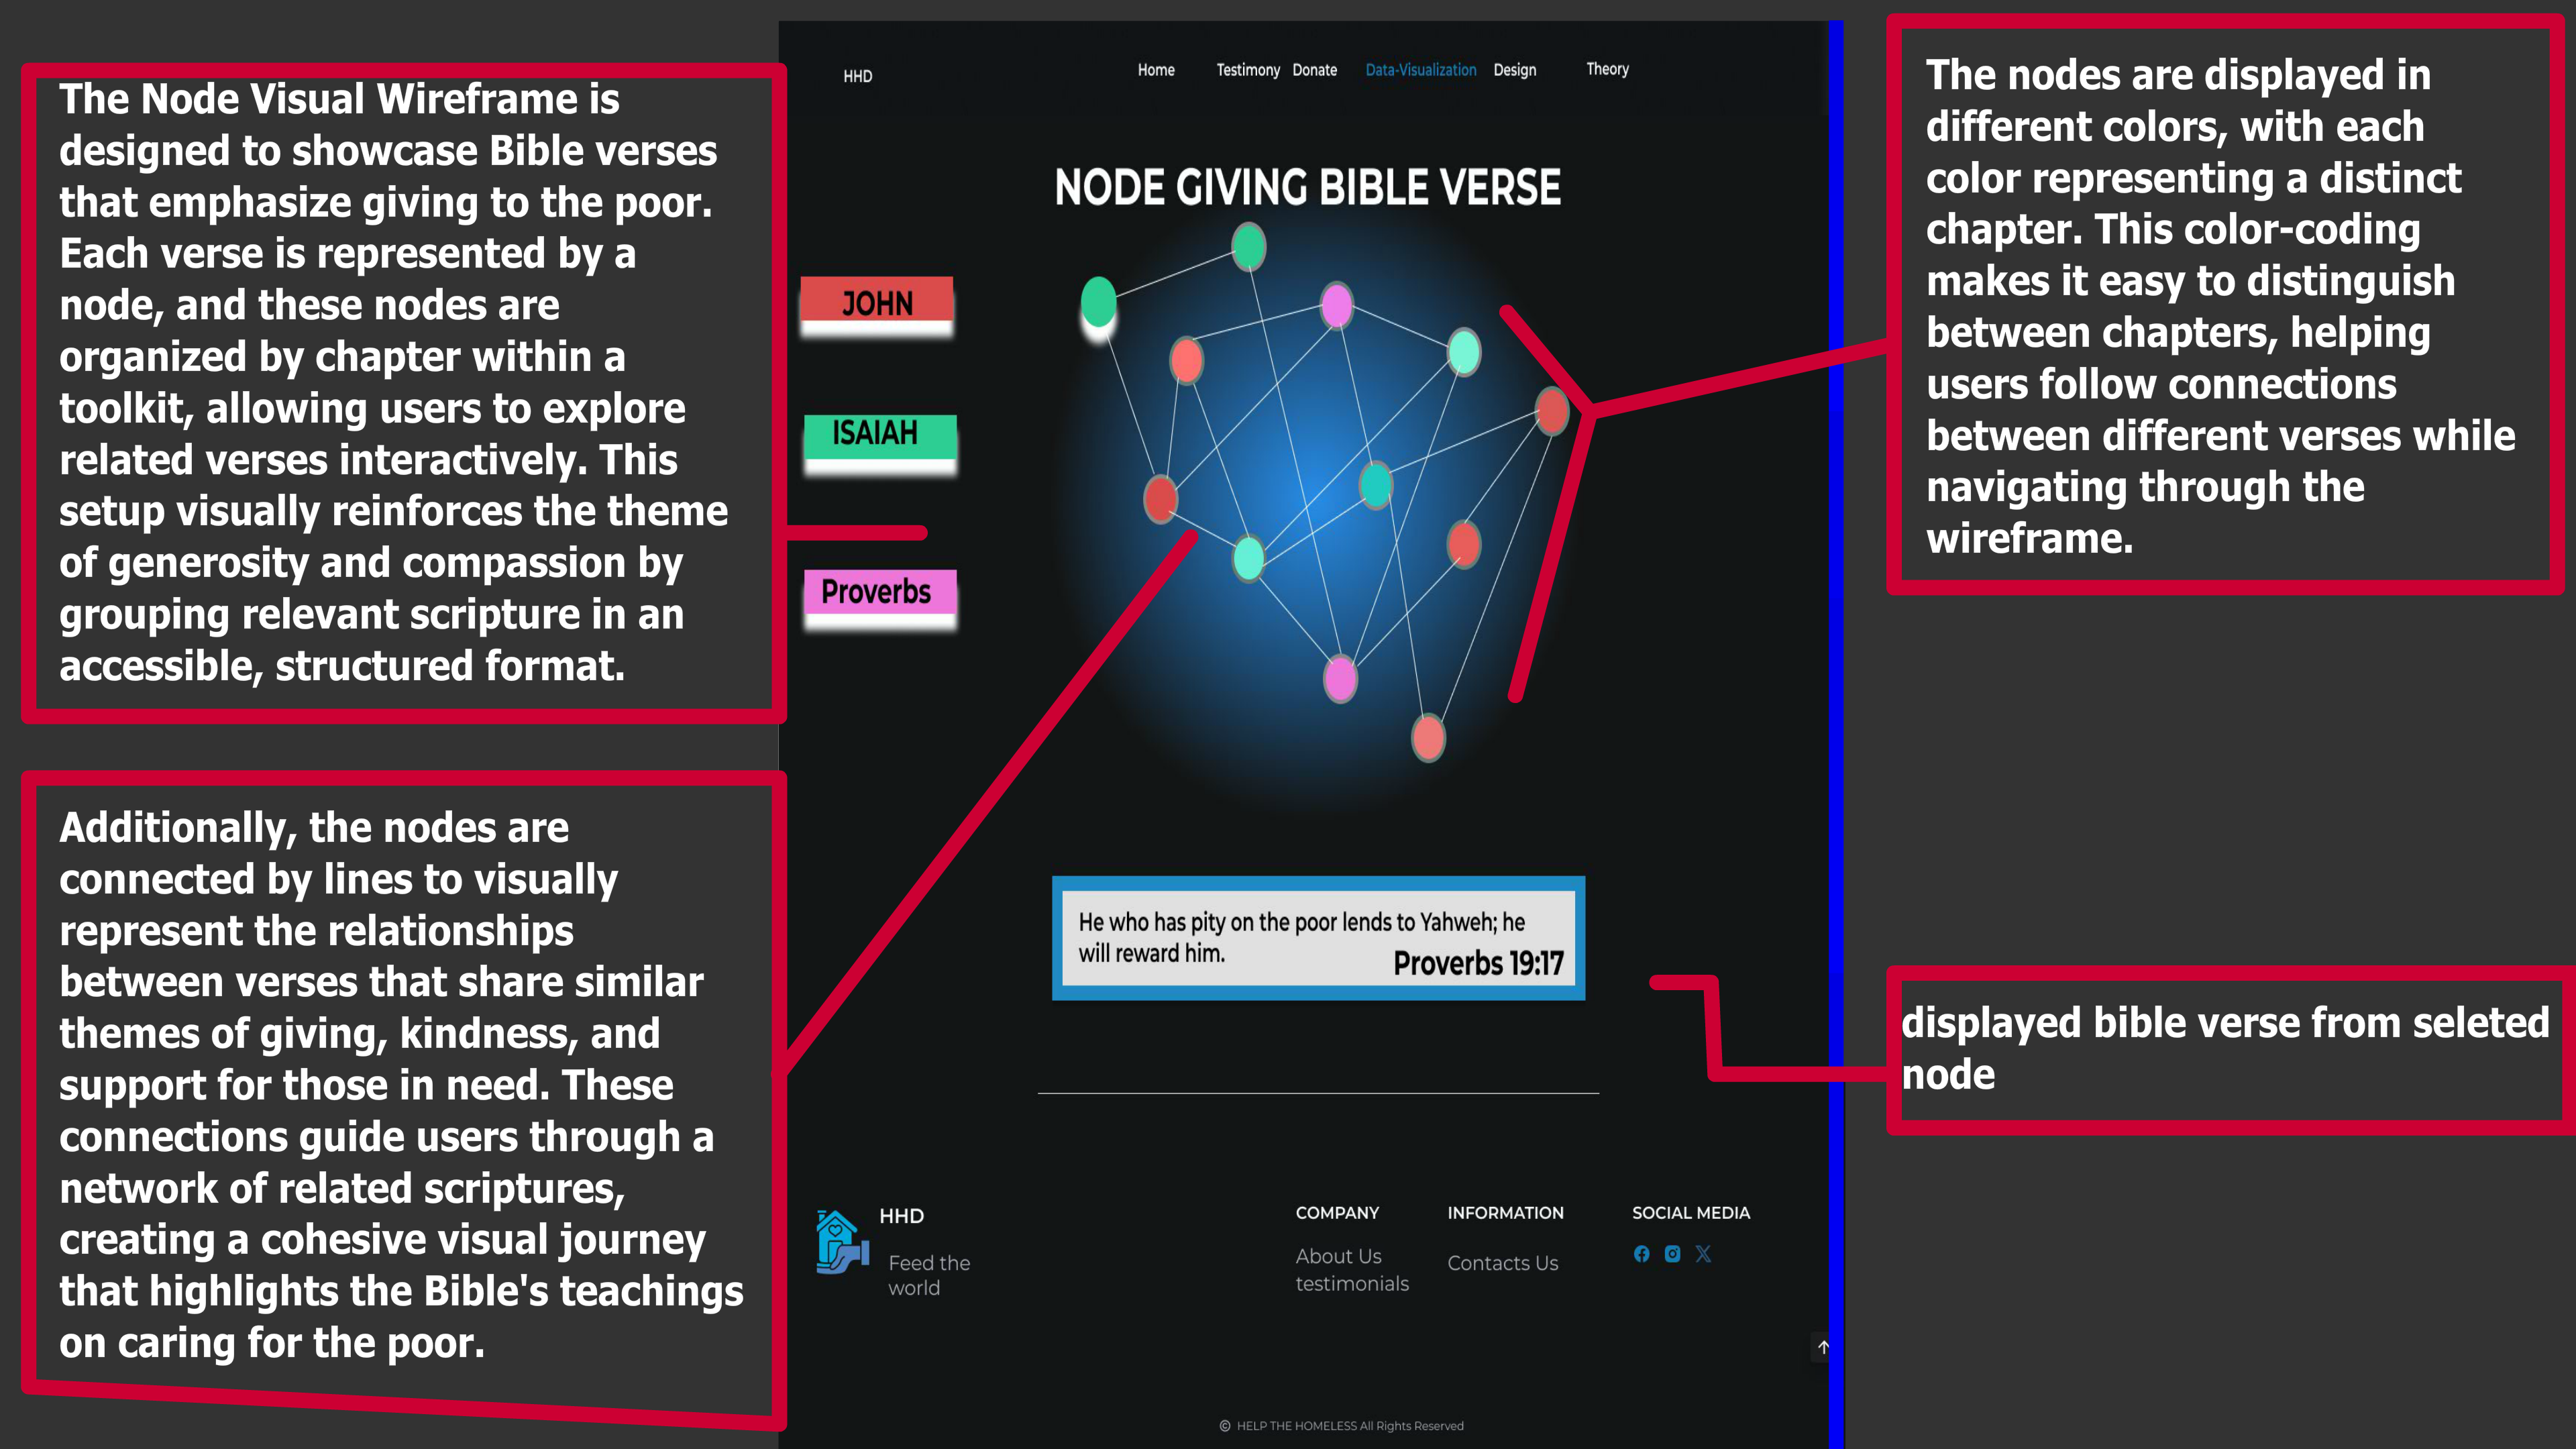 The Node Visual Wireframe is
designed to showcase Bible verses
that emphasize giving to the poor.
Each verse is represented by a
node, and these nodes are
organized by chapter within a
toolkit, allowing users to explore
related verses interactively. This
setup visually reinforces the theme
of generosity and compassion by
grouping relevant scripture in an
accessible, structured format.
Additionally, the nodes are
connected by lines to visually
represent the relationships
between verses that share similar
themes of giving, kindness, and
support for those in need. These
connections guide users through a
network of related scriptures,
creating a cohesive visual journey
that highlights the Bible's teachings
on caring for the poor.
HHD
Home Testimony Donate Data-Visualization Design Theory
NODE GIVING BIBLE VERSE
JOHN
ISAIAH
Proverbs
He who has pity on the poor lends to Yahweh; he
will reward him.
Proverbs 19:17
HHD
Feed the
world
COMPANY
About Us
testimonials
INFORMATION
Contacts Us
SOCIAL MEDIA
© HELP THE HOMELESS All Rights Reserved
The nodes are displayed in
different colors, with each
color representing a distinct
chapter. This color-coding
makes it easy to distinguish
between chapters, helping
users follow connections
between different verses while
navigating through the
wireframe.
displayed bible verse from seleted
node